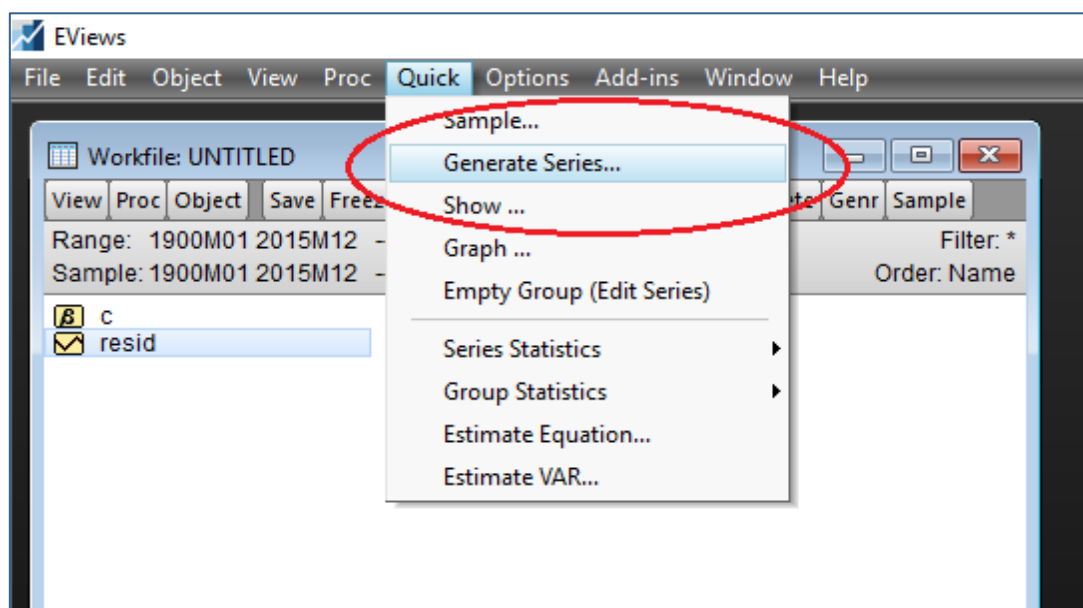 EViews
File Edit Object View Proc Quick Options Add-ins Window Help
Workfile: UNTITLED
View Proc Object Save Genr Sample
Range: 1900M01 2015M12 -- Filter: *
Sample: 1900M01 2015M12 -- Order: Name
β c
resid
Sample...
Generate Series...
Show ...
Graph ...
Empty Group (Edit Series)
Series Statistics
Group Statistics
Estimate Equation...
Estimate VAR...